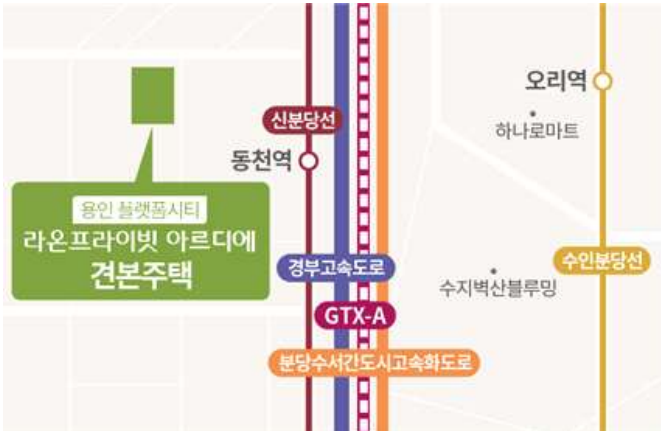 오리역
하나로마트
신분당선
동천역
용인 플랫폼시티
라온프라이빗 아르디에
견본주택
경부고속도로
수인분당선
수지벽산블루밍
GTX-A
분당수서간도시고속화도로